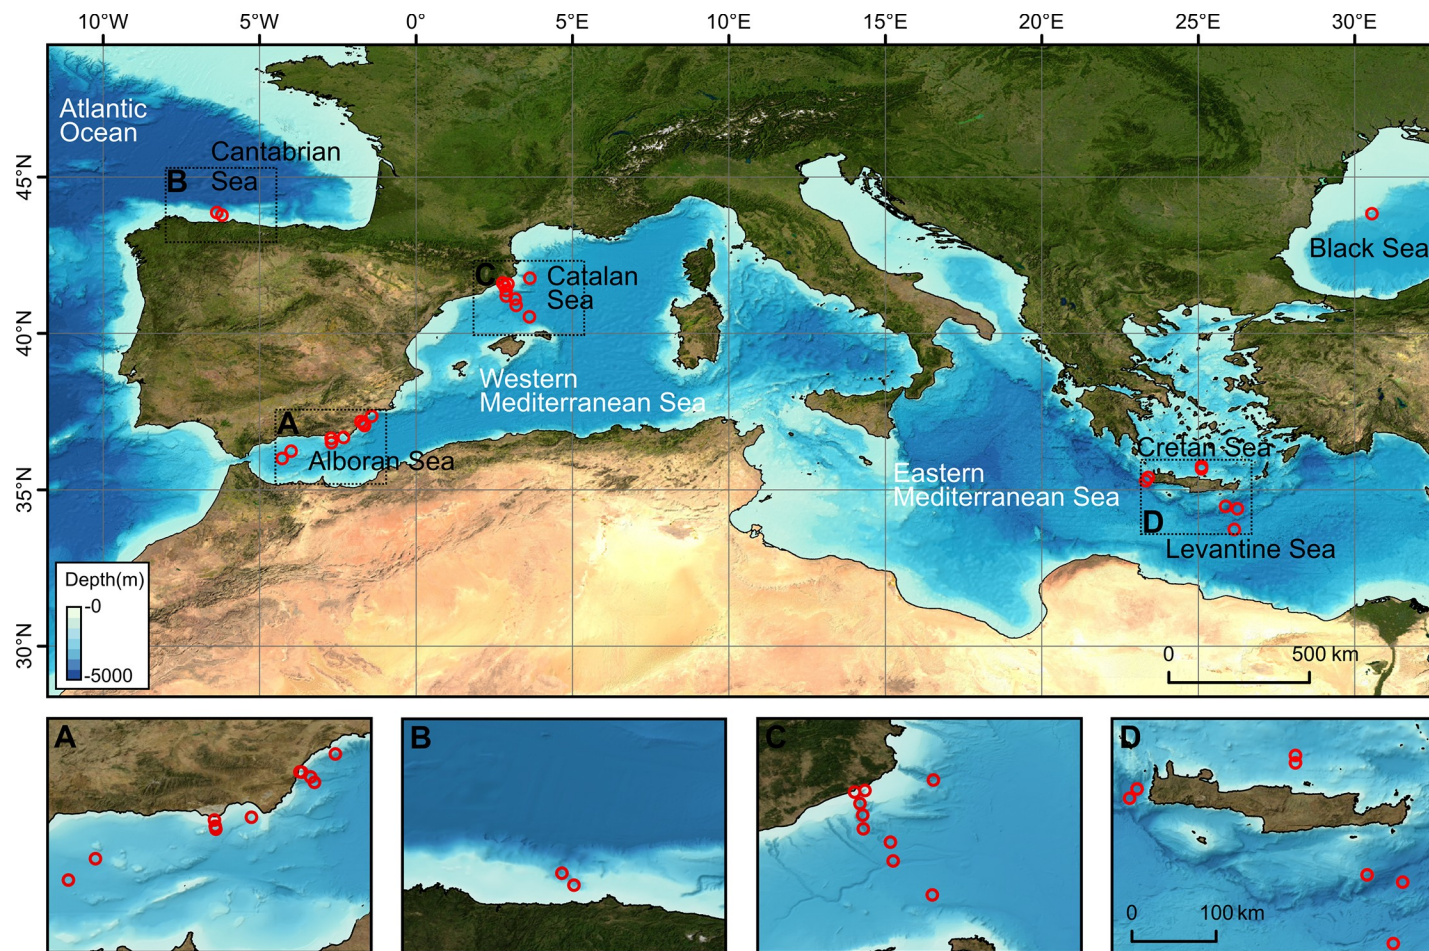 10°W 5°W 0° 5°E 10°E 15°E 20°E 25°E 30°E
45°N
40°N
35°N
30°N
Atlantic
Ocean
Cantabrian
Sea
B
C
Catalan
Sea
Black Sea
Western
Mediterranean Sea
A
Alboran Sea
Eastern
Mediterranean Sea
Cretan Sea
D
Levantine Sea
Depth(m)
-0
-5000
0 500 km
A
B
C
D
0 100 km